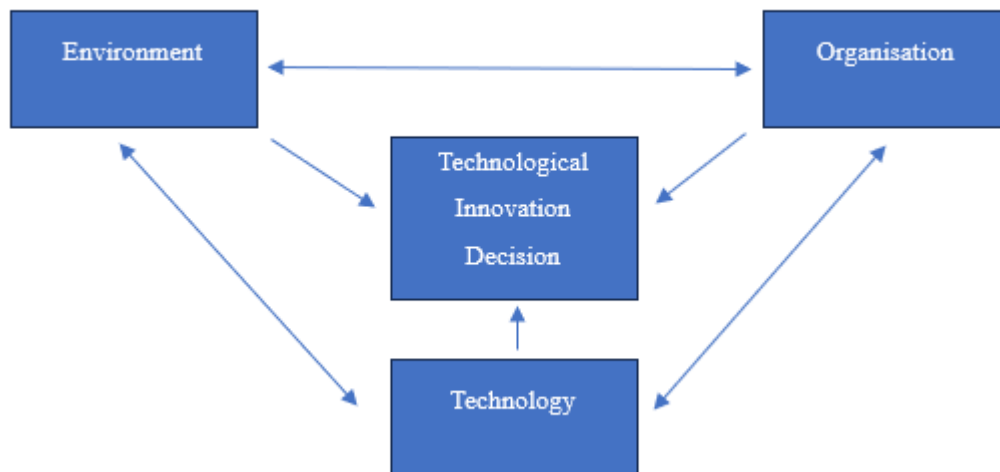 Environment
Organisation
Technological
Innovation
Decision
Technology